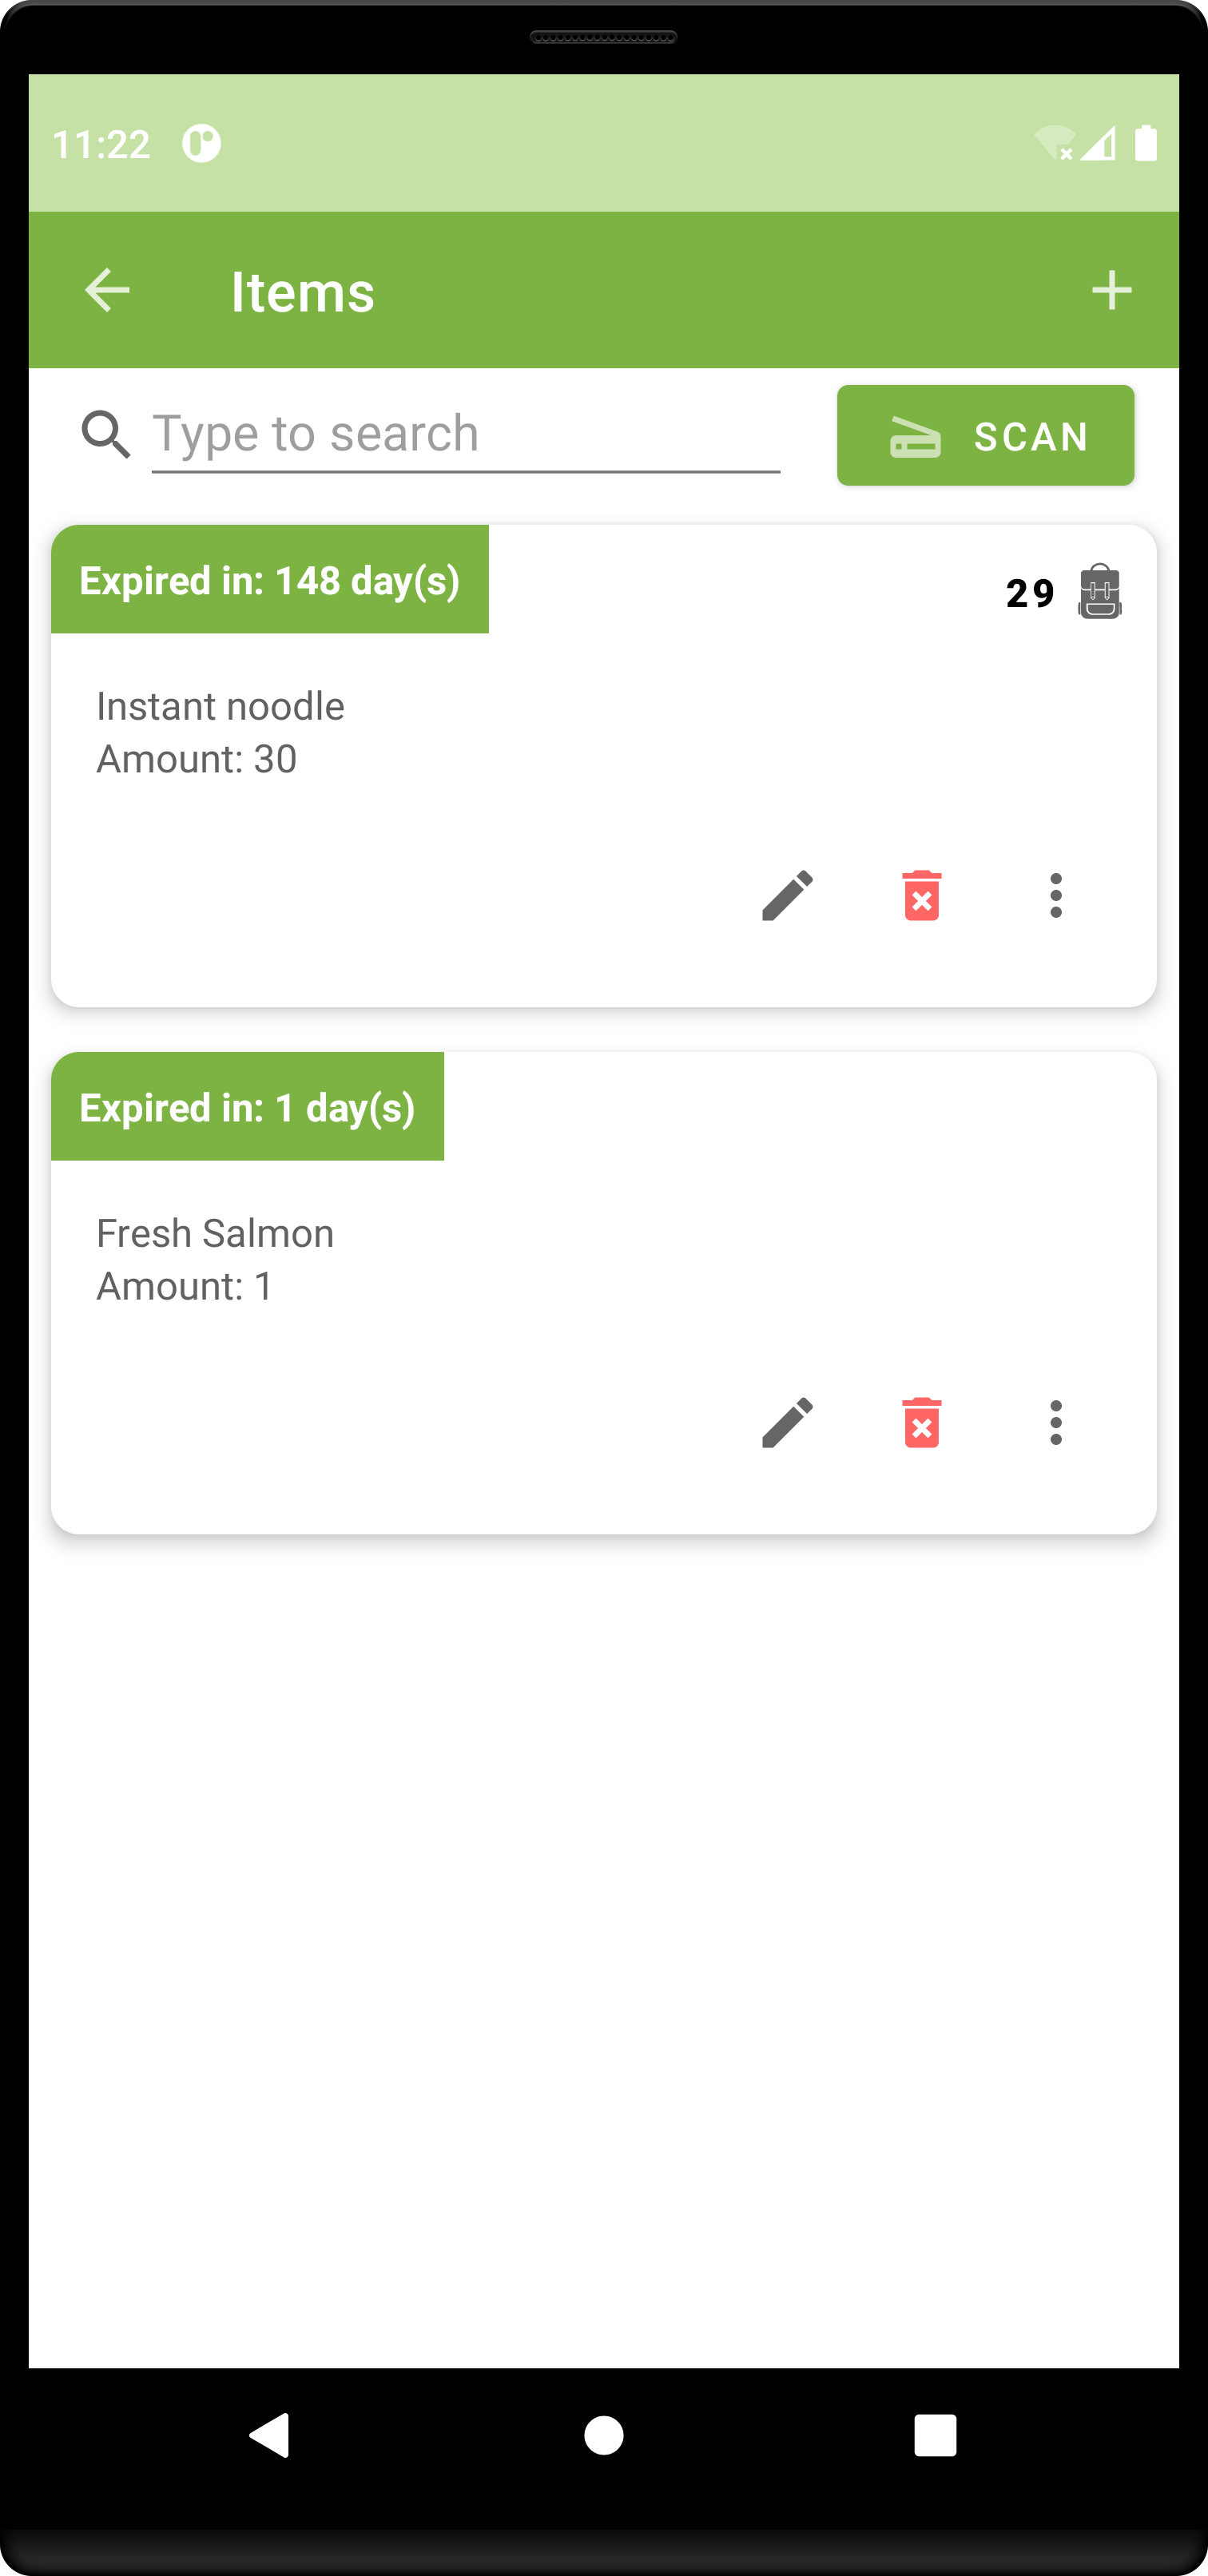 11:22
Items
Type to search
SCAN
Expired in: 148 day(s)
29
Instant noodle
Amount: 30
Expired in: 1 day(s)
Fresh Salmon
Amount: 1